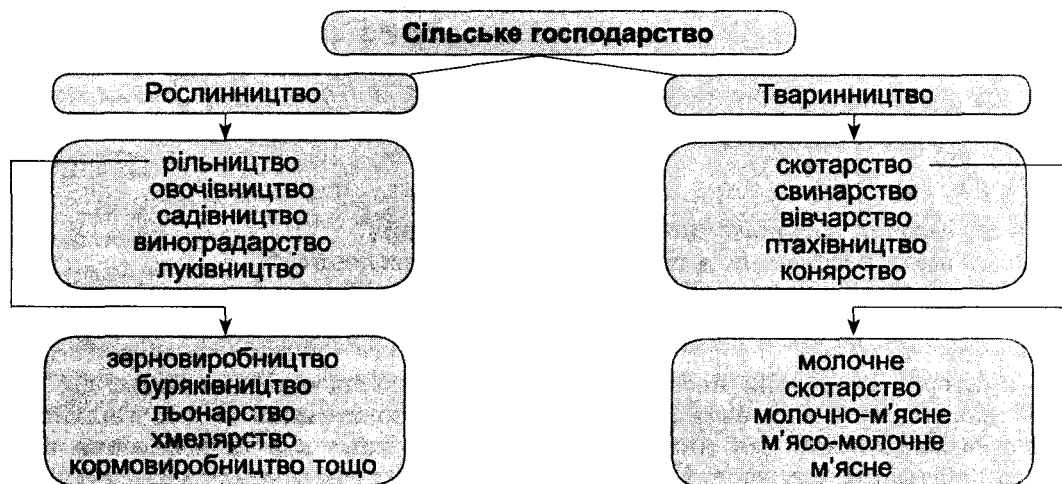 Сільське господарство
Рослинництво
Тваринництво
рільництво
овочівництво
садівництво
виноградарство
луківництво
скотарство
свинарство
вівчарство
птахівництво
конярство
зерновиробництво
буряківництво
льонарство
хмелярство
кормовиробництво тощо
молочне
скотарство
молочно-м'ясне
м'ясо-молочне
м'ясне